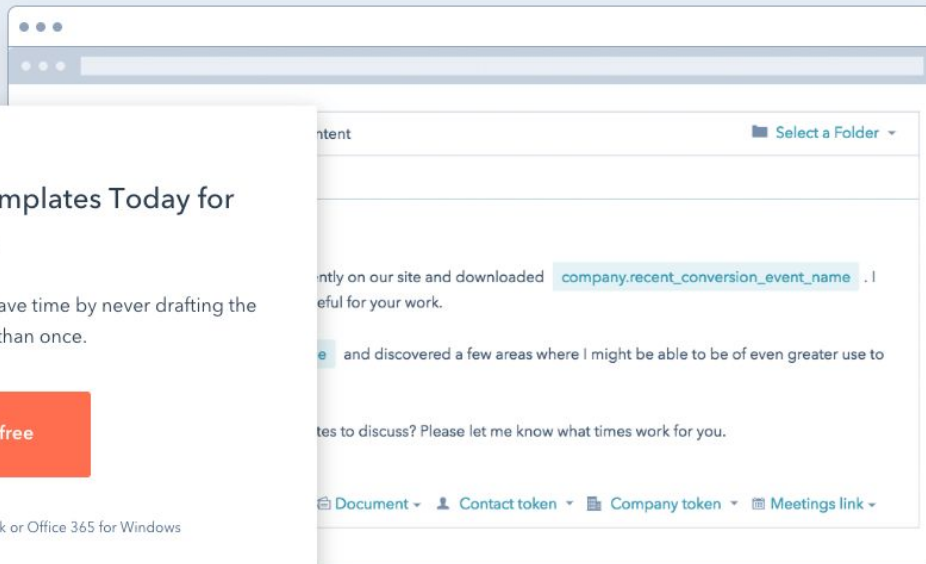 mplates Today for
ave time by never drafting the
than once.
free
k or Office 365 for Windows
ntent
Select a Folder
ntly on our site and downloaded company.recent_conversion_event_name . I
eful for your work.
e and discovered a few areas where I might be able to be of even greater use to
tes to discuss? Please let me know what times work for you.
Document Contact token Company token Meetings link